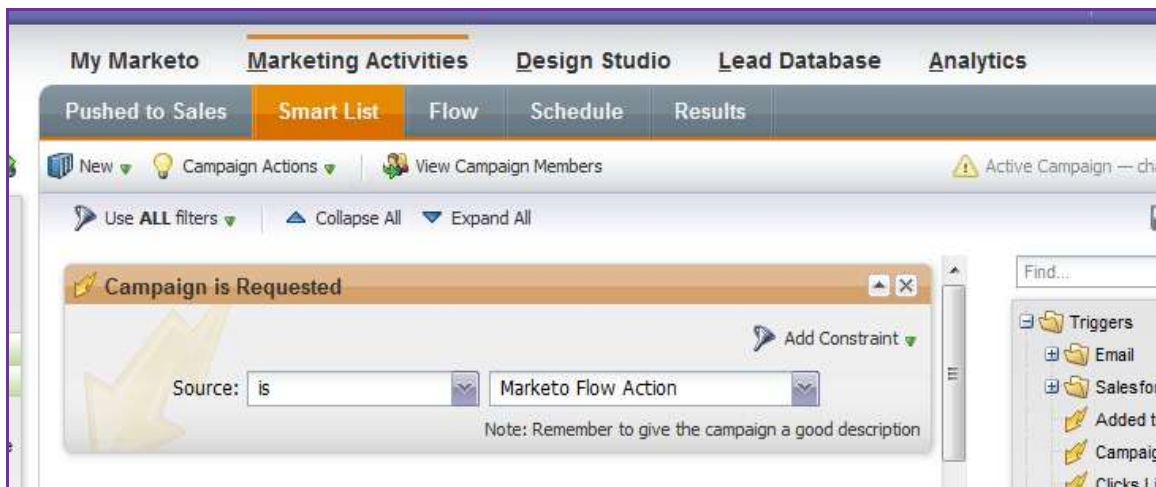 My Marketo Marketing Activities Design Studio Lead Database Analytics
Pushed to Sales Smart List Flow Schedule Results
New Campaign Actions View Campaign Members Active Campaign —
Use ALL filters Collapse All Expand All
Find...
Campaign is Requested
Triggers
Add Constraint
Email
Source: is Marketo Flow Action
Added
Note: Remember to give the campaign a good description
Clicks